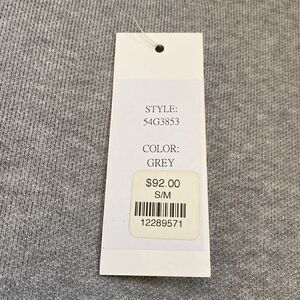 STYLE:
54G3853
COLOR:
GREY
$92.00
S/M
12289571